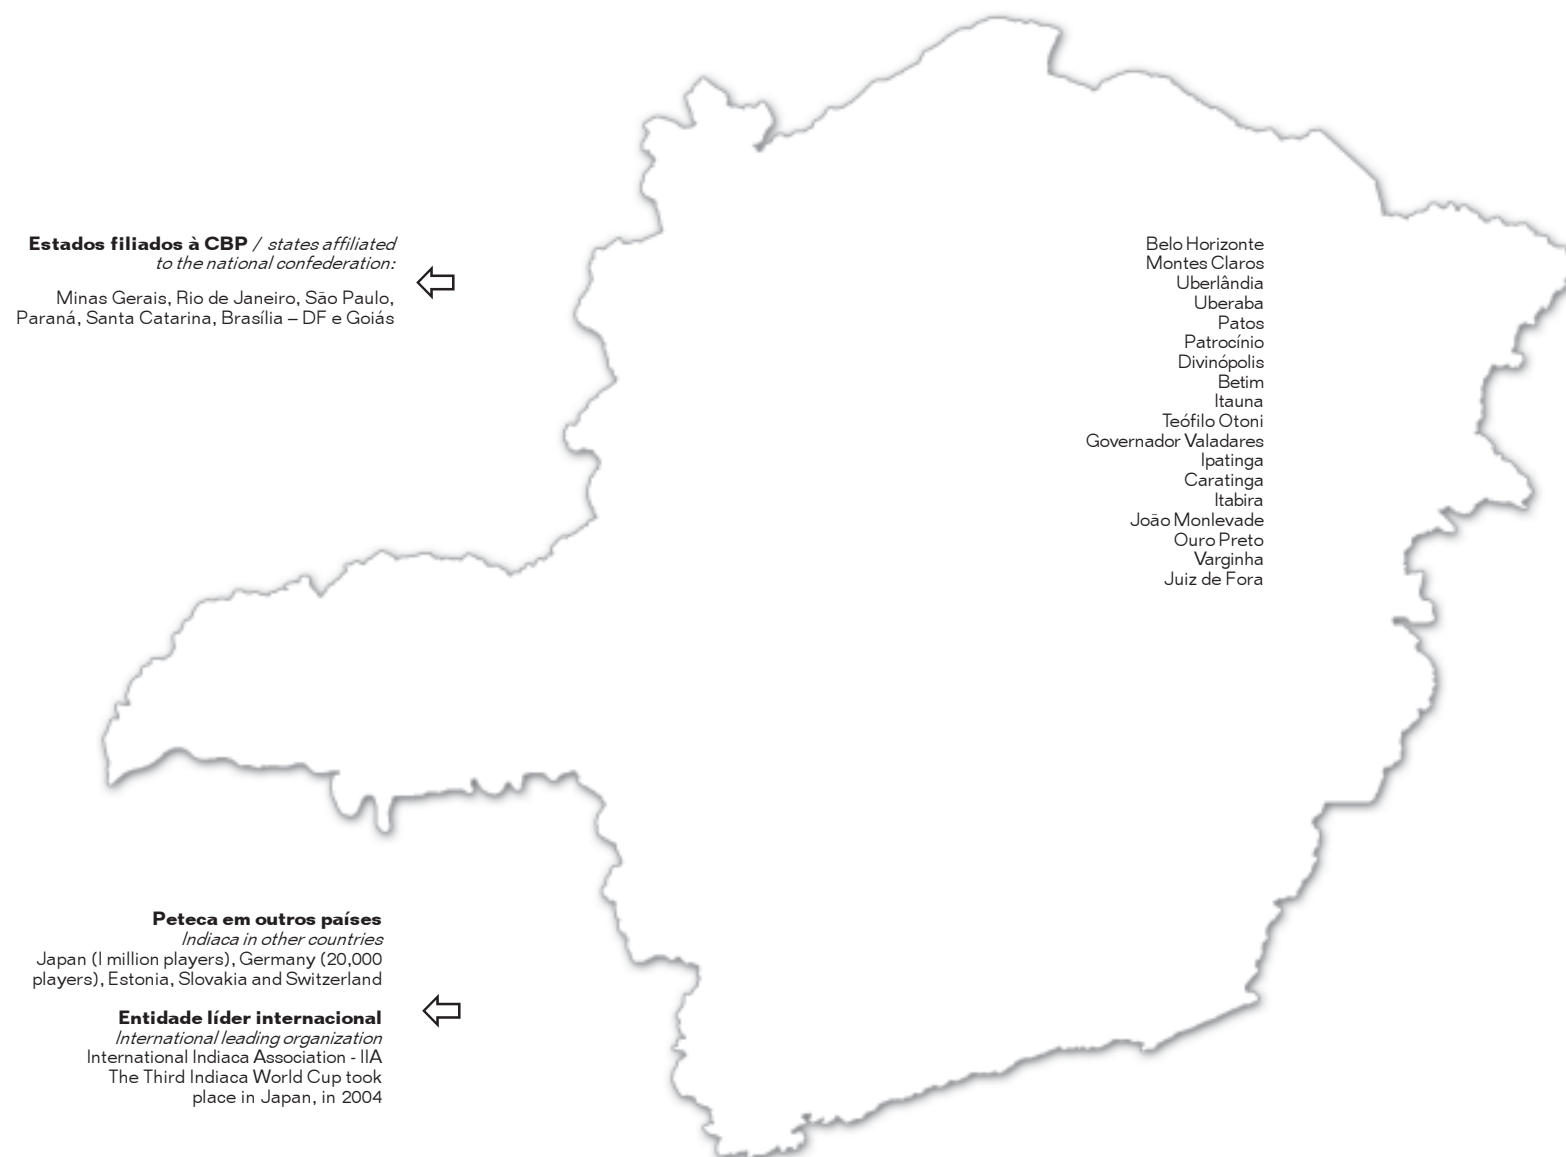 Estados filiados à CBP / states affiliated
to the national confederation:
Minas Gerais, Rio de Janeiro, São Paulo,
Paraná, Santa Catarina, Brasília – DF e Goiás
Belo Horizonte
Montes Claros
Uberlândia
Uberaba
Patos
Patrocínio
Divinópolis
Betim
Itauna
Teófilo Otoni
Governador Valadares
Ipatinga
Caratinga
Itabira
João Monlevade
Ouro Preto
Varginha
Juiz de Fora
Peteca em outros países
Indiaca in other countries
Japan (1 million players), Germany (20,000
players), Estonia, Slovakia and Switzerland
Entidade líder internacional
International leading organization
International Indiaca Association - IIA
The Third Indiaca World Cup took
place in Japan, in 2004